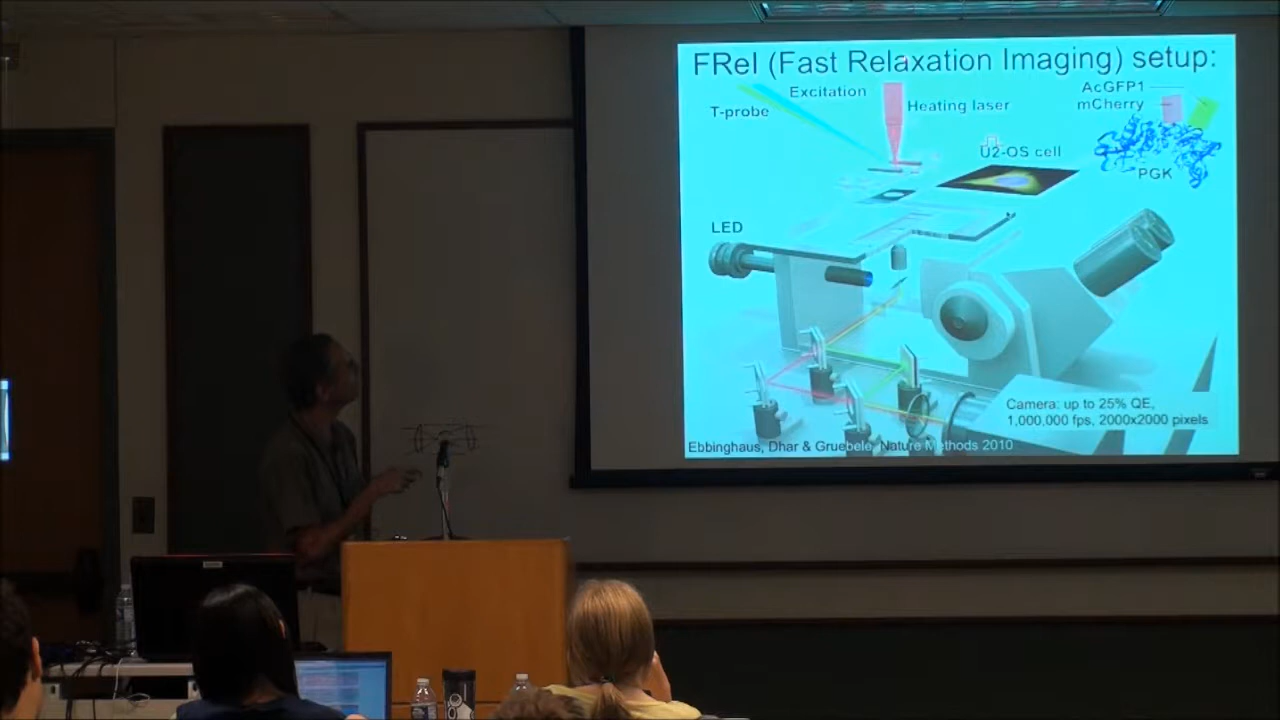 FReI (Fast Relaxation Imaging) setup:
Excitation
T-probe
Heating laser
AcGFP1
mCherry
U2-OS cell
PGK
LED
Camera: up to 25% QE,
1,000,000 fps, 2000x2000 pixels
Ebbinghaus, Dhar & Gruebele, Nature Methods 2010